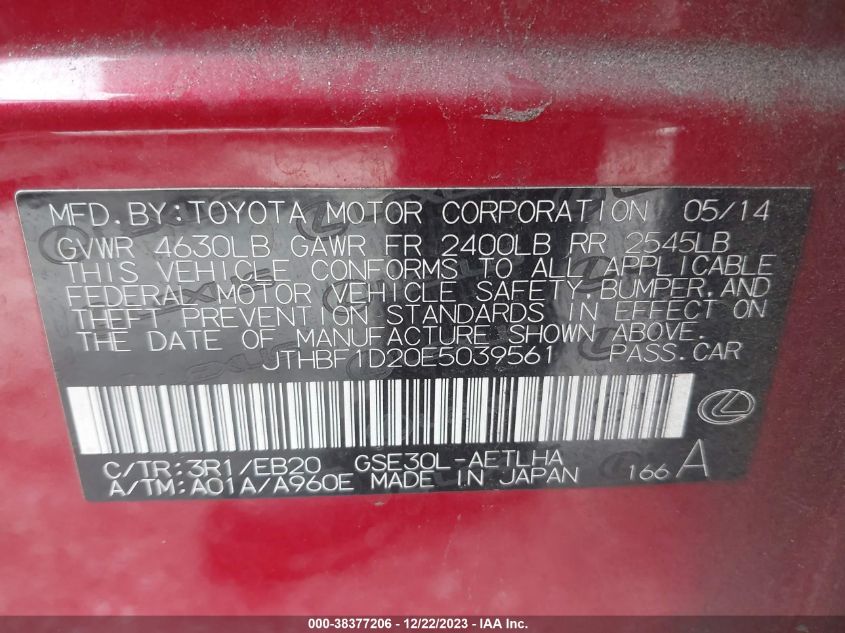 MFD.BY:TOYOTA MOTOR CORPORATION 05/14
GVWR 4630LB GAWR FR 2400LB RR 2545LB
THIS VEHICLE CONFORMS TO ALL APPLICABLE
FEDERAL MOTOR VEHICLE SAFETY,BUMPER,AND
THEFT PREVENTION STANDARDS IN EFFECT ON
THE DATE OF MANUFACTURE SHOWN ABOVE.
JTHBF1D20E5039561 PASS.CAR
C/TR:3R1/EB20 GSE30L-AETLHA
A/TM:A01A/A960E MADE IN JAPAN 166 A
000-38377206 - 12/22/2023 - IAA Inc.